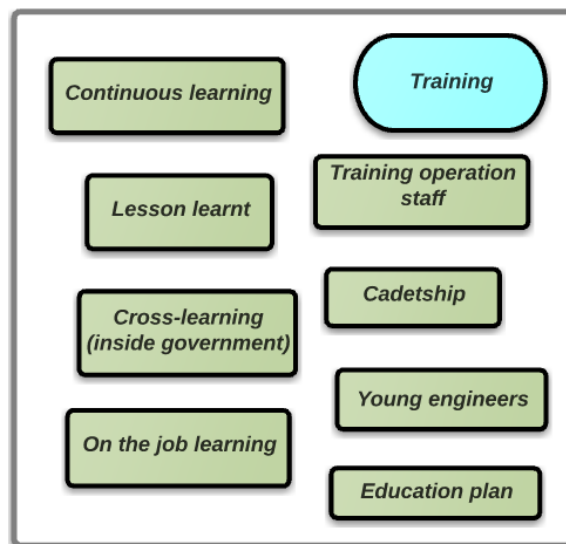 Continuous learning
Training
Training operation
staff
Lesson learnt
Cadetship
Cross-learning
(inside government)
Young engineers
On the job learning
Education plan